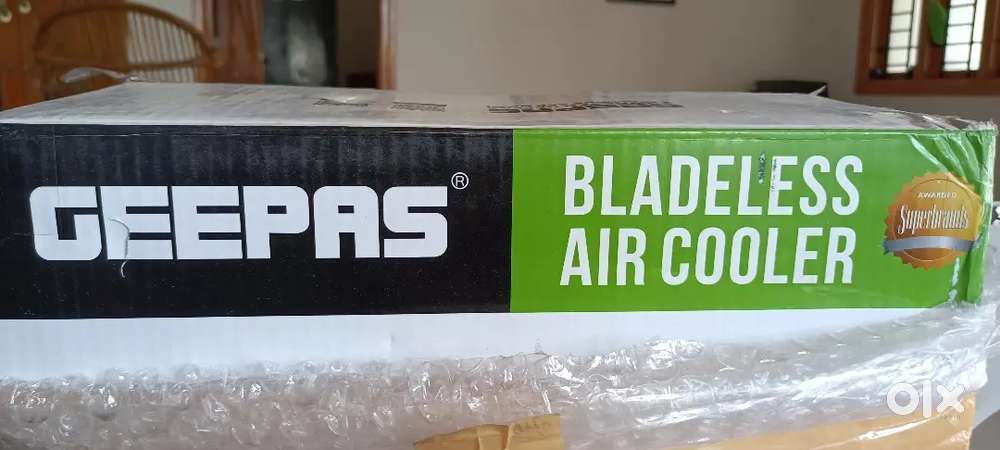 GEEPAS®
BLADELESS
AIR COOLER
AWARDED
Superbrands
olx